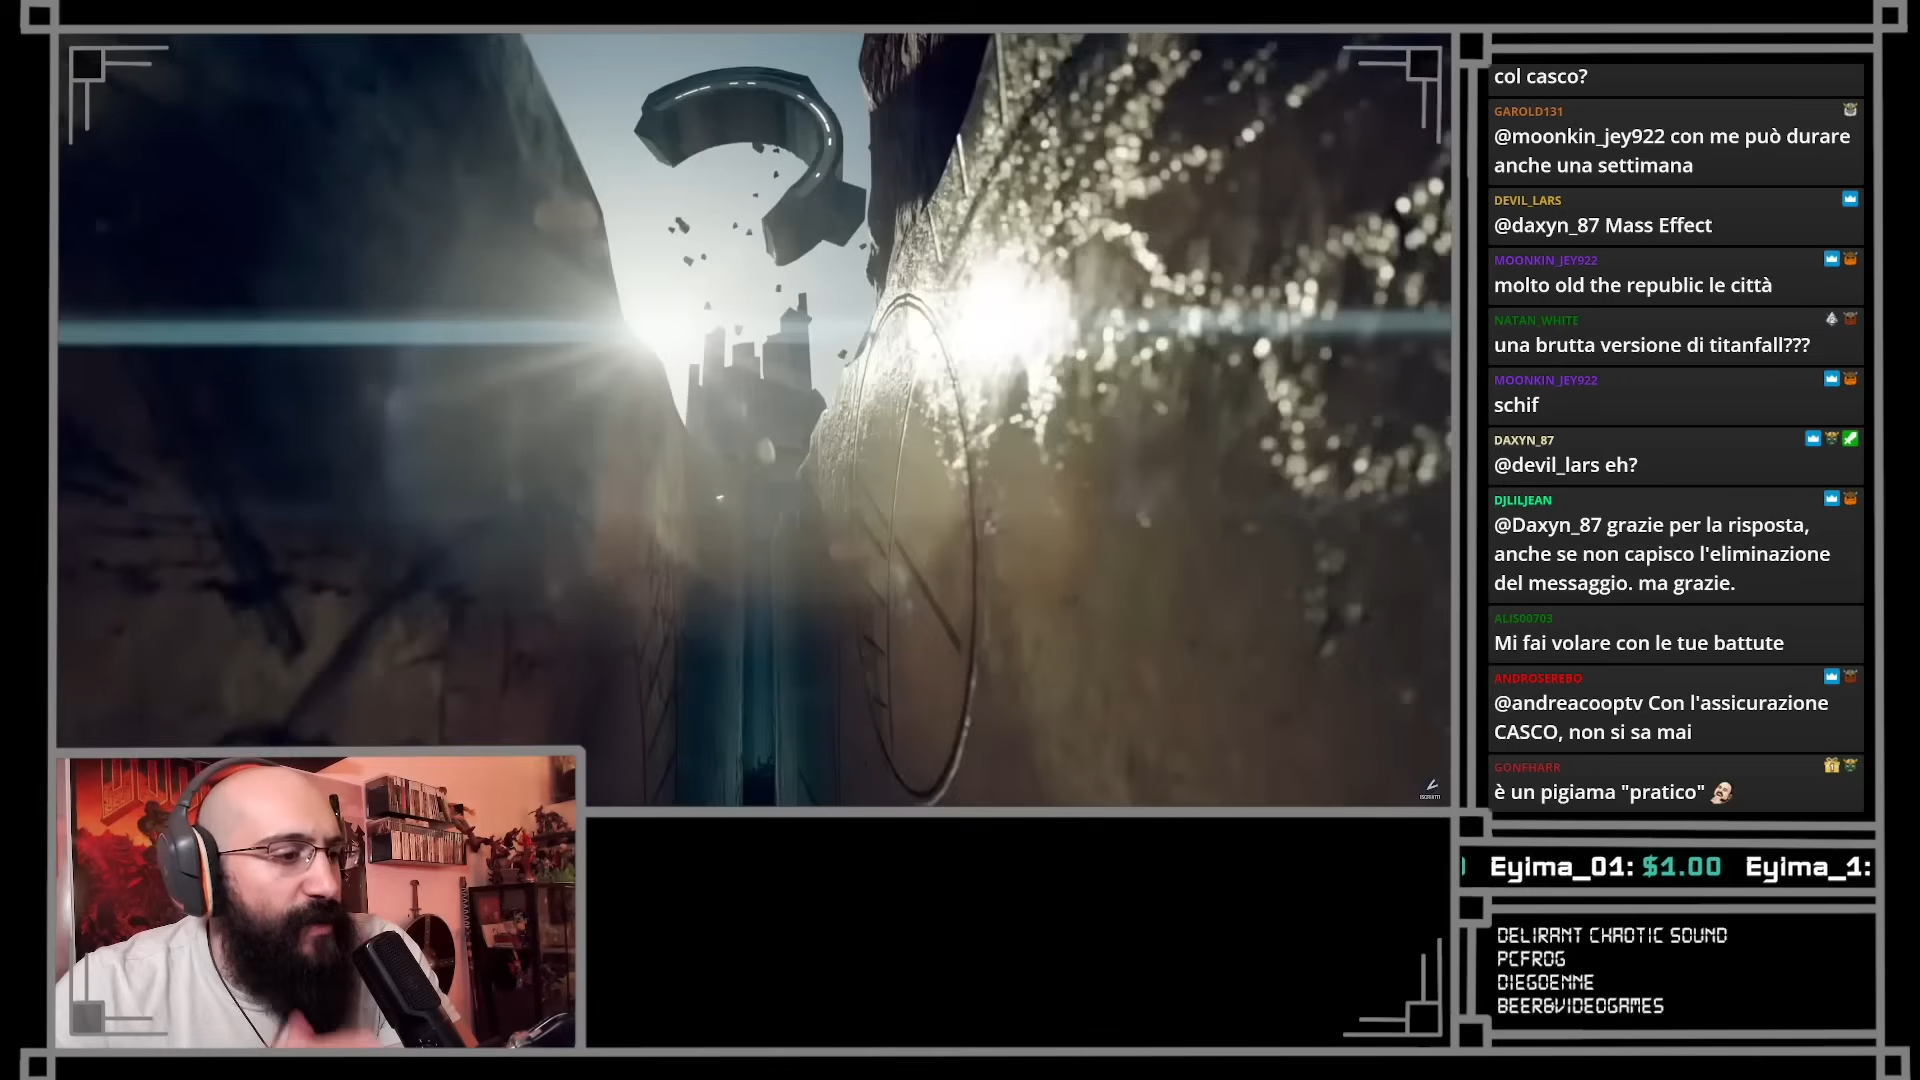 col casco?
GAROLD131
@moonkin_jey922 con me può durare
anche una settimana
DEVIL_LARS
@daxyn_87 Mass Effect
MOONKIN_JEY922
molto old the republic le città
NATAN_WHITE
una brutta versione di titanfall???
MOONKIN_JEY922
schif
DAXYN_87
@devil_lars eh?
DJLILJEAN
@Daxyn_87 grazie per la risposta,
anche se non capisco l'eliminazione
del messaggio. ma grazie.
ALIS00703
Mi fai volare con le tue battute
ANDROSEREBO
@andreacooptv Con l'assicurazione
CASCO, non si sa mai
GONFHARR
è un pigiama "pratico"
ISCRIVITI
Eyima_01: $1.00 Eyima_1:
DELIRANT CHAOTIC SOUND
PCFROG
DIEGOENNE
BEER&VIDEOGAMES